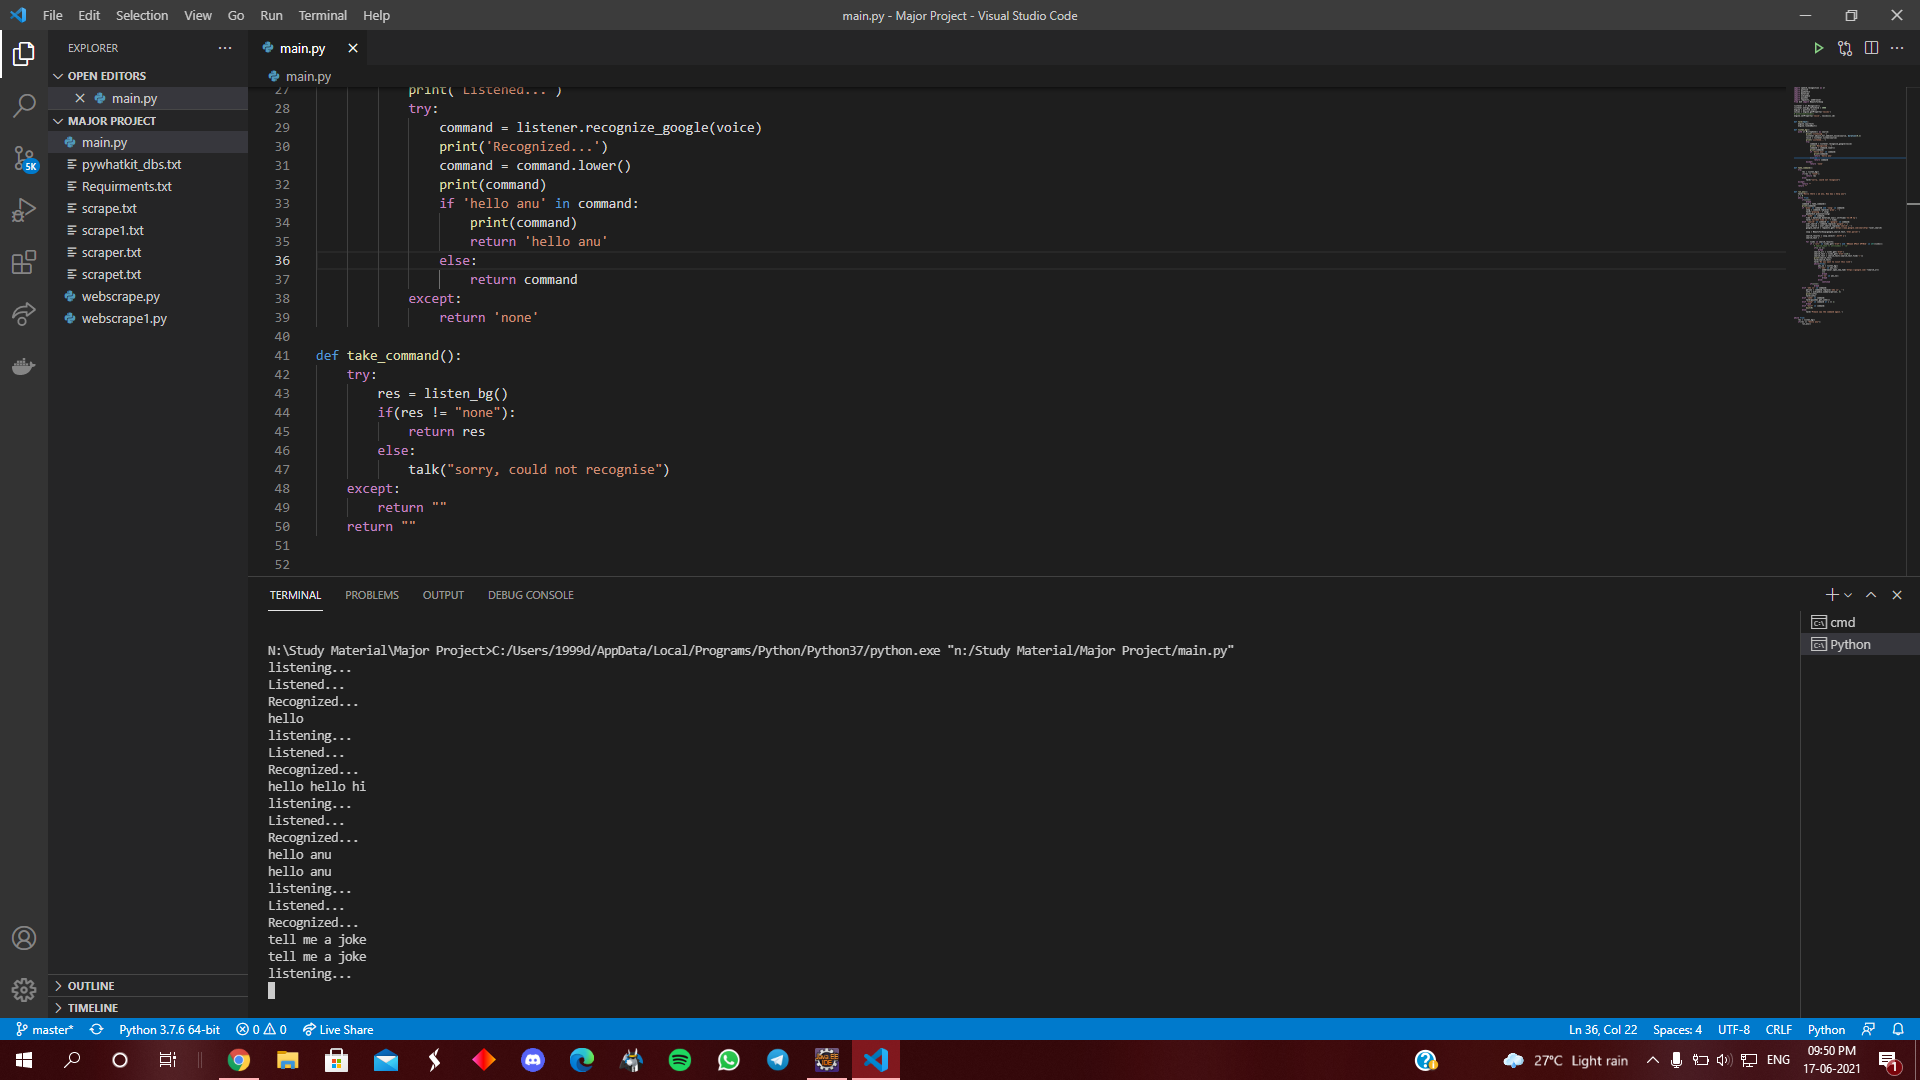 File Edit Selection View Go Run Terminal Help
main.py - Major Project - Visual Studio Code
EXPLORER
OPEN EDITORS
main.py
MAJOR PROJECT
main.py
pywhatkit_dbs.txt
Requirments.txt
scrape.txt
scrape1.txt
scraper.txt
scrapet.txt
webscrape.py
webscrape1.py
5K
OUTLINE
TIMELINE
main.py
main.py
27 print('Listened...')
28 try:
29 command = listener.recognize_google(voice)
30 print('Recognized...')
31 command = command.lower()
32 print(command)
33 if 'hello anu' in command:
34 print(command)
35 return 'hello anu'
36 else:
37 return command
38 except:
39 return 'none'
40
41 def take_command():
42 try:
43 res = listen_bg()
44 if(res != "none"):
45 return res
46 else:
47 talk("sorry, could not recognise")
48 except:
49 return ""
50 return ""
51
52
TERMINAL PROBLEMS OUTPUT DEBUG CONSOLE
cmd
Python
N:\Study Material\Major Project>C:/Users/1999d/AppData/Local/Programs/Python/Python37/python.exe "n:/Study Material/Major Project/main.py"
listening...
Listened...
Recognized...
hello
listening...
Listened...
Recognized...
hello hello hi
listening...
Listened...
Recognized...
hello anu
hello anu
listening...
Listened...
Recognized...
tell me a joke
tell me a joke
listening...
master* Python 3.7.6 64-bit 0 0 Live Share
Ln 36, Col 22 Spaces: 4 UTF-8 CRLF Python
27°C Light rain ENG
09:50 PM
17-06-2021
1